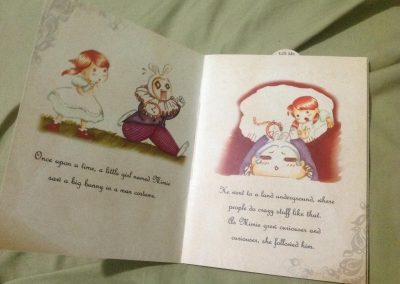 Once upon a time, a little girl named Mimie
saw a big bunny in a man costume.
He went to a land underground, where
people do crazy stuff like that.
As Mimie grew curiouser and
curiouser, she followed him.